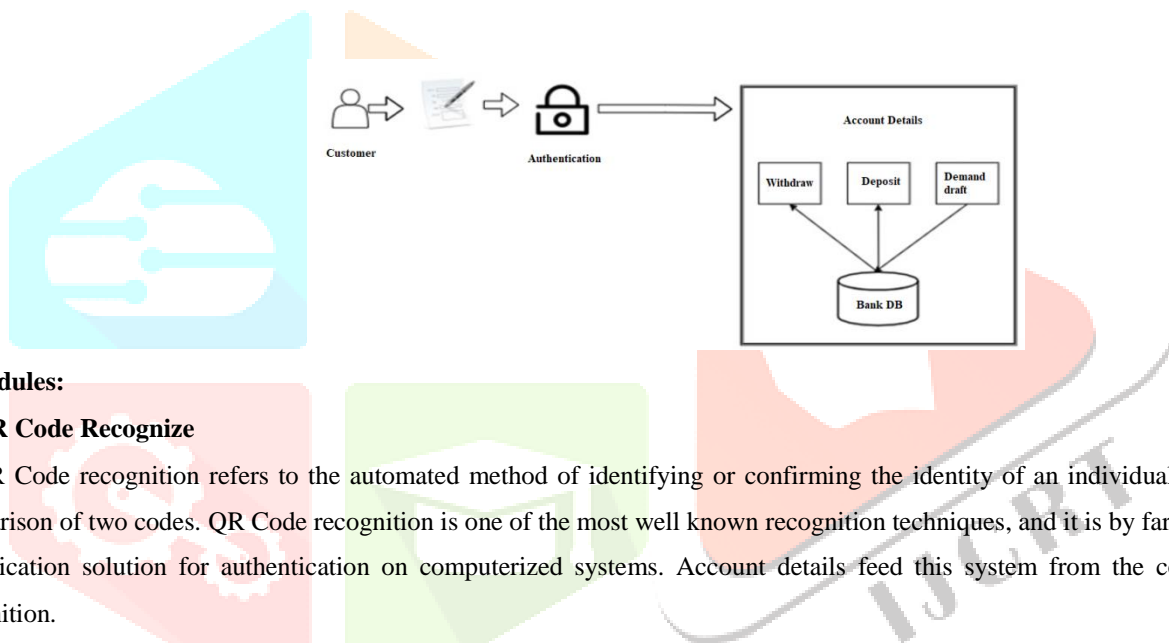 Account Details
Customer
Authentication
Withdraw
Deposit
Demand
draft
Bank DB
dules:
R Code Recognize
R Code recognition refers to the automated method of identifying or confirming the identity of an individual
rison of two codes. QR Code recognition is one of the most well known recognition techniques, and it is by far
ication solution for authentication on computerized systems. Account details feed this system from the co
nition.
IJCRT